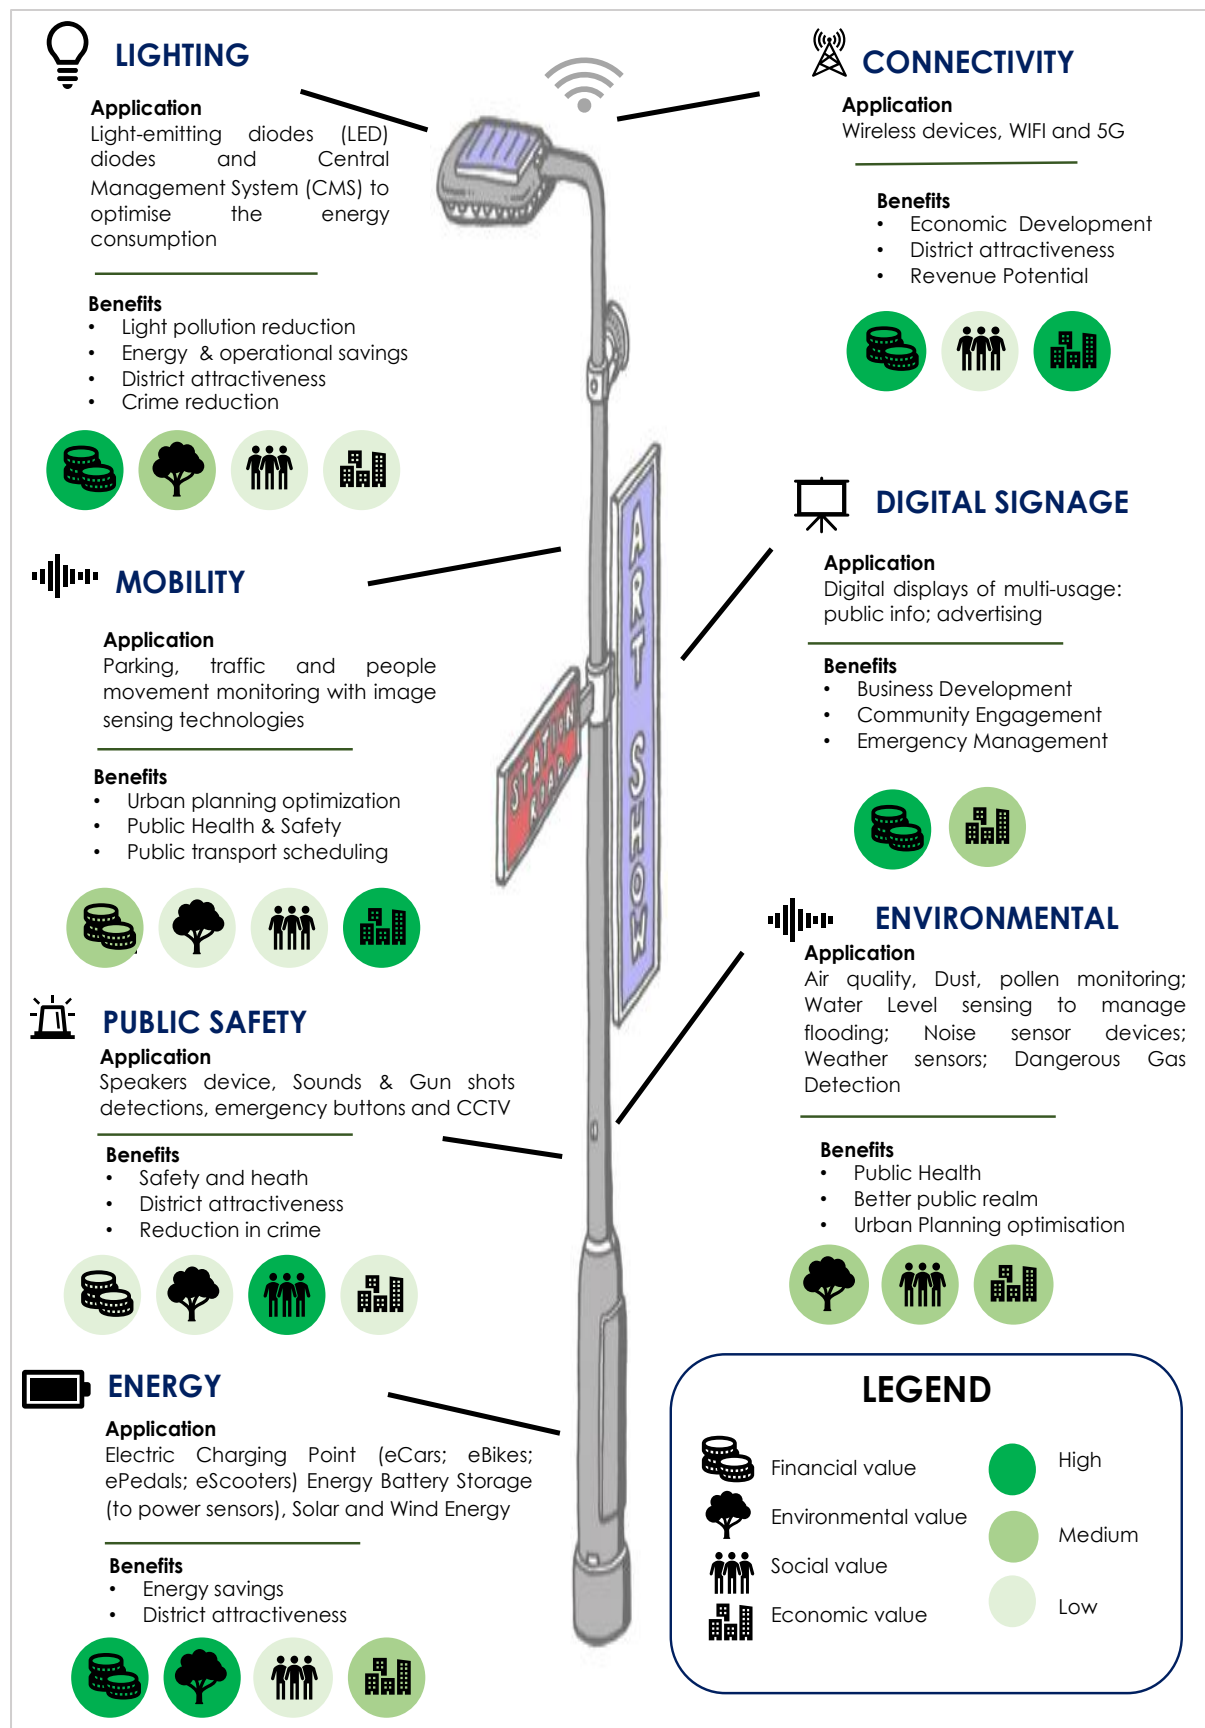 LIGHTING
Application
Light-emitting diodes (LED)
diodes and Central
Management System (CMS) to
optimise the energy
consumption
Benefits
• Light pollution reduction
• Energy & operational savings
• District attractiveness
• Crime reduction
MOBILITY
Application
Parking, traffic and people
movement monitoring with image
sensing technologies
Benefits
• Urban planning optimization
• Public Health & Safety
• Public transport scheduling
PUBLIC SAFETY
Application
Speakers device, Sounds & Gun shots
detections, emergency buttons and CCTV
Benefits
• Safety and heath
• District attractiveness
• Reduction in crime
ENERGY
Application
Electric Charging Point (eCars; eBikes;
ePedals; eScooters) Energy Battery Storage
(to power sensors), Solar and Wind Energy
Benefits
• Energy savings
• District attractiveness
ART SHOW
STATION
ROAD
CONNECTIVITY
Application
Wireless devices, WIFI and 5G
Benefits
• Economic Development
• District attractiveness
• Revenue Potential
DIGITAL SIGNAGE
Application
Digital displays of multi-usage:
public info; advertising
Benefits
• Business Development
• Community Engagement
• Emergency Management
ENVIRONMENTAL
Application
Air quality, Dust, pollen monitoring;
Water Level sensing to manage
flooding; Noise sensor devices;
Weather sensors; Dangerous Gas
Detection
Benefits
• Public Health
• Better public realm
• Urban Planning optimisation
LEGEND
Financial value
Environmental value
Social value
Economic value
High
Medium
Low